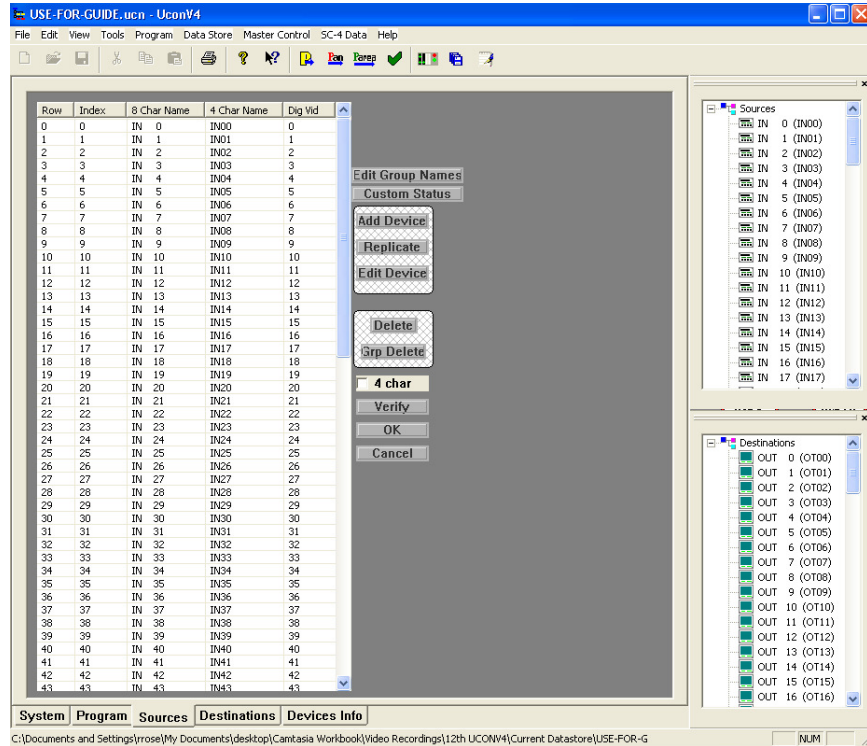 USE-FOR-GUIDE.ucn - UconV4
File Edit View Tools Program Data Store Master Control SC-4 Data Help
Row Index 8 Char Name 4 Char Name Dig Vid
0 0 IN 0 IN00 0
1 1 IN 1 IN01 1
2 2 IN 2 IN02 2
3 3 IN 3 IN03 3
4 4 IN 4 IN04 4
5 5 IN 5 IN05 5
6 6 IN 6 IN06 6
7 7 IN 7 IN07 7
8 8 IN 8 IN08 8
9 9 IN 9 IN09 9
10 10 IN 10 IN10 10
11 11 IN 11 IN11 11
12 12 IN 12 IN12 12
13 13 IN 13 IN13 13
14 14 IN 14 IN14 14
15 15 IN 15 IN15 15
16 16 IN 16 IN16 16
17 17 IN 17 IN17 17
18 18 IN 18 IN18 18
19 19 IN 19 IN19 19
20 20 IN 20 IN20 20
21 21 IN 21 IN21 21
22 22 IN 22 IN22 22
23 23 IN 23 IN23 23
24 24 IN 24 IN24 24
25 25 IN 25 IN25 25
26 26 IN 26 IN26 26
27 27 IN 27 IN27 27
28 28 IN 28 IN28 28
29 29 IN 29 IN29 29
30 30 IN 30 IN30 30
31 31 IN 31 IN31 31
32 32 IN 32 IN32 32
33 33 IN 33 IN33 33
34 34 IN 34 IN34 34
35 35 IN 35 IN35 35
36 36 IN 36 IN36 36
37 37 IN 37 IN37 37
38 38 IN 38 IN38 38
39 39 IN 39 IN39 39
40 40 IN 40 IN40 40
41 41 IN 41 IN41 41
42 42 IN 42 IN42 42
43 43 IN 43 IN43 43
Edit Group Names
Custom Status
Add Device
Replicate
Edit Device
Delete
Grp Delete
4 char
Verify
OK
Cancel
Sources
IN 0 (IN00)
IN 1 (IN01)
IN 2 (IN02)
IN 3 (IN03)
IN 4 (IN04)
IN 5 (IN05)
IN 6 (IN06)
IN 7 (IN07)
IN 8 (IN08)
IN 9 (IN09)
IN 10 (IN10)
IN 11 (IN11)
IN 12 (IN12)
IN 13 (IN13)
IN 14 (IN14)
IN 15 (IN15)
IN 16 (IN16)
IN 17 (IN17)
Destinations
OUT 0 (OT00)
OUT 1 (OT01)
OUT 2 (OT02)
OUT 3 (OT03)
OUT 4 (OT04)
OUT 5 (OT05)
OUT 6 (OT06)
OUT 7 (OT07)
OUT 8 (OT08)
OUT 9 (OT09)
OUT 10 (OT10)
OUT 11 (OT11)
OUT 12 (OT12)
OUT 13 (OT13)
OUT 14 (OT14)
OUT 15 (OT15)
OUT 16 (OT16)
System Program Sources Destinations Devices Info
C:\Documents and Settings\rrose\My Documents\desktop\Camtasia Workbook\Video Recordings\12th UCONV4\Current Datastore\USE-FOR-G
NUM